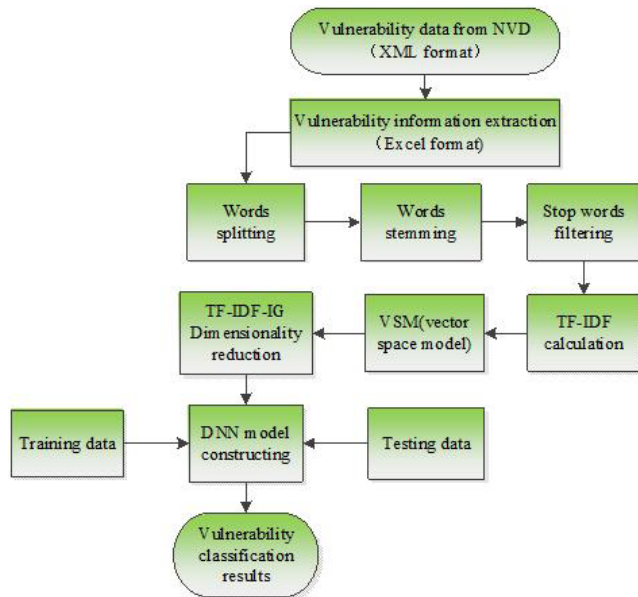 Vulnerability data from NVD
(XML format)
Vulnerability information extraction
(Excel format)
Words
splitting
Words
stemming
Stop words
filtering
TF-IDF-IG
Dimensionality
reduction
VSM(vector
space model)
TF-IDF
calculation
Training data
DNN model
constructing
Testing data
Vulnerability
classification
results